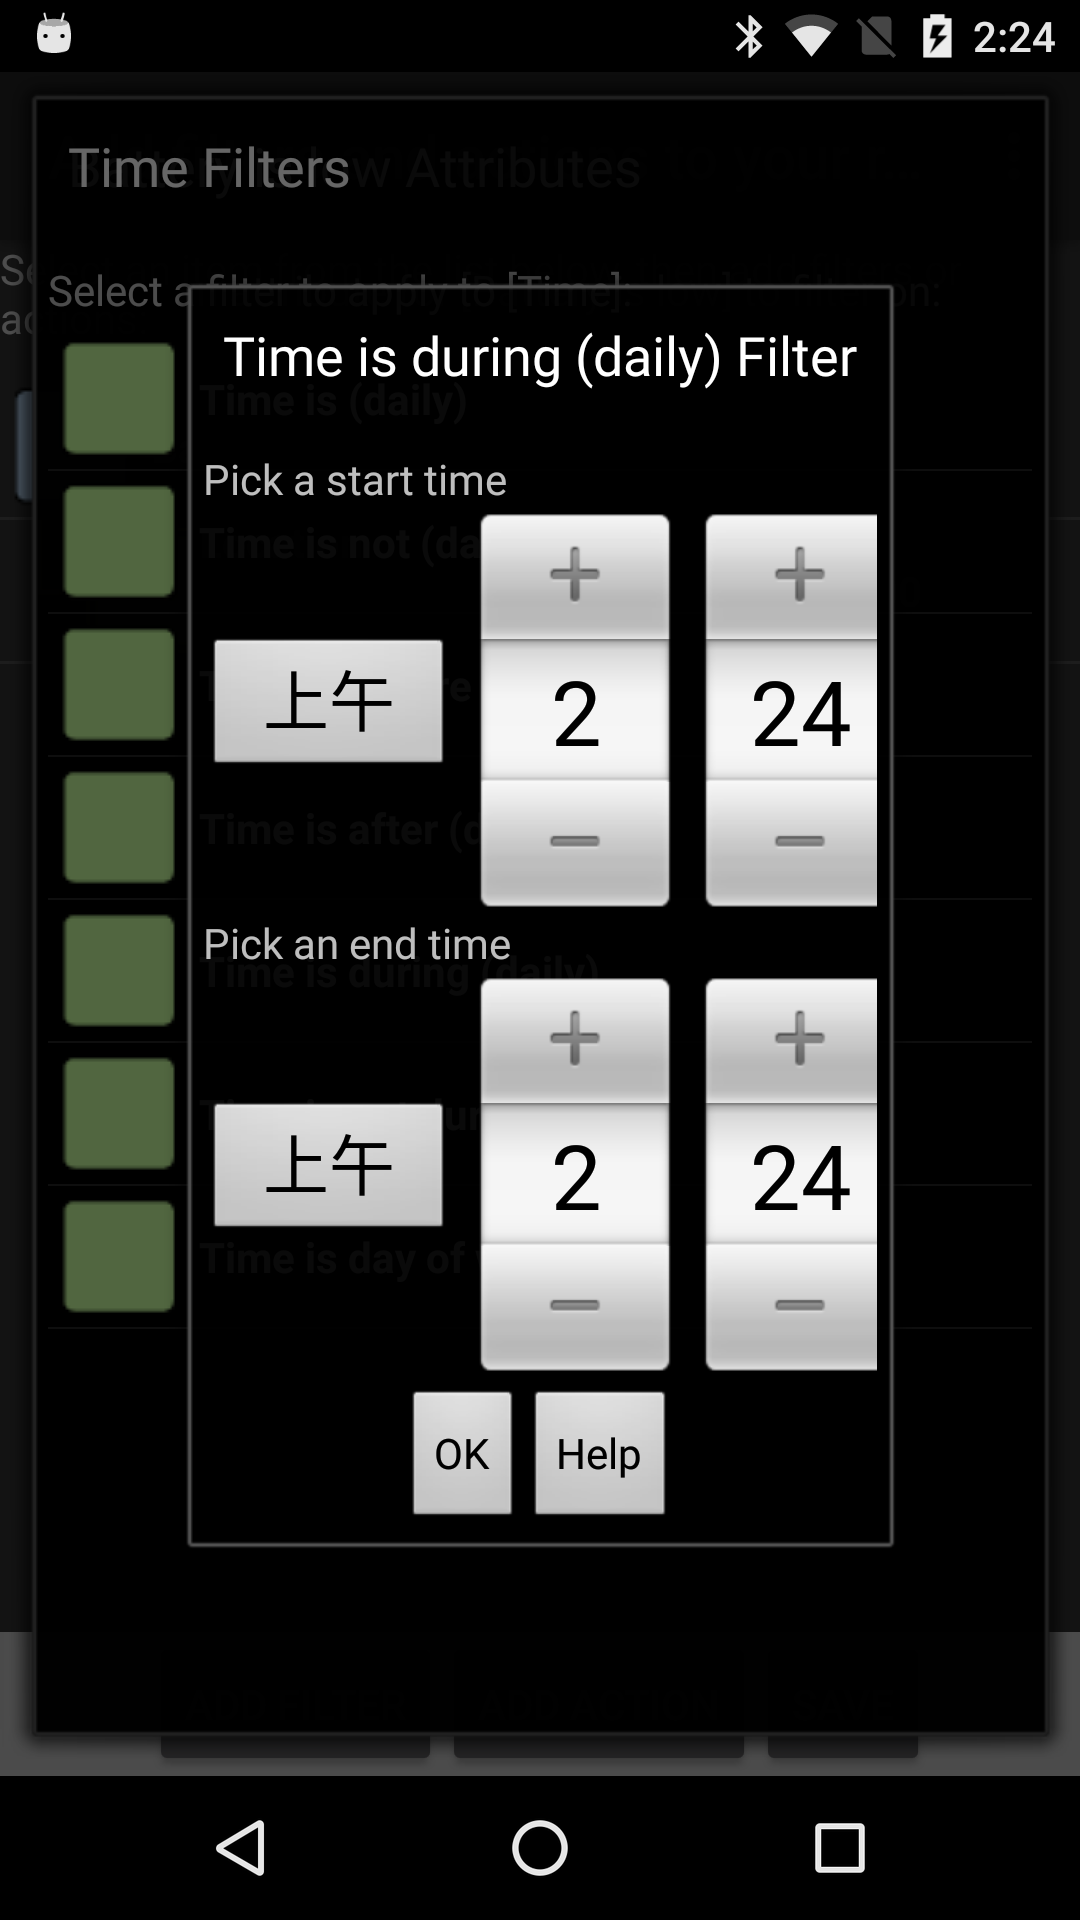 2:24
Time Filters
Select a filter to apply to [Time]:
Time is during (daily) Filter
Time is (daily)
Pick a start time
Time is not (da
上午
2
24
Time is after (d
Pick an end time
Time is during (daily)
上午
2
24
Time is day of
OK
Help